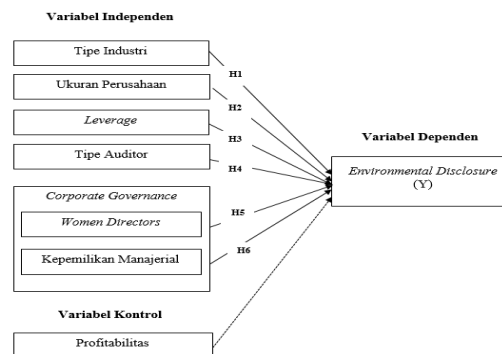 Variabel Independen
Tipe Industri
H1
Ukuran Perusahaan
H2
Leverage
H3
Variabel Dependen
Tipe Auditor
H4
Environmental Disclosure
(Y)
Corporate Governance
Women Directors
H5
Kepemilikan Manajerial
H6
Variabel Kontrol
Profitabilitas